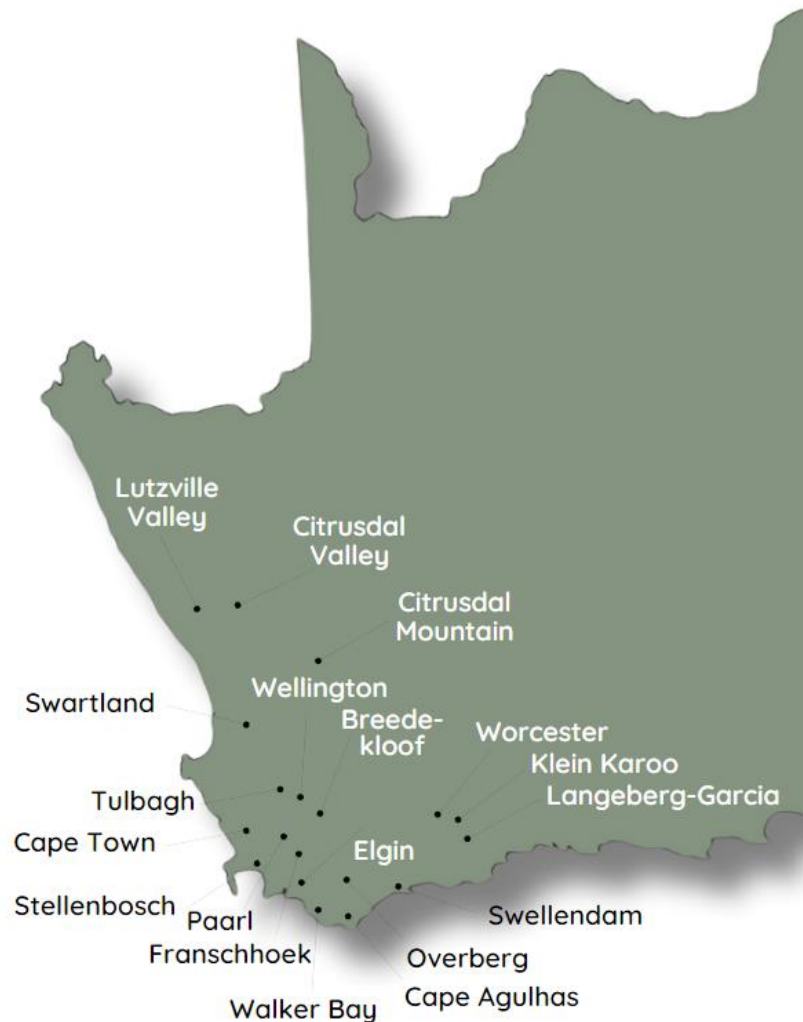 Lutzville
Valley
Citrusdal
Valley
Citrusdal
Mountain
Wellington
Swartland
Breede-
kloof
Worcester
Klein Karoo
Langeberg-Garcia
Tulbagh
Cape Town
Elgin
Stellenbosch
Paarl
Franschhoek
Swellendam
Overberg
Cape Agulhas
Walker Bay